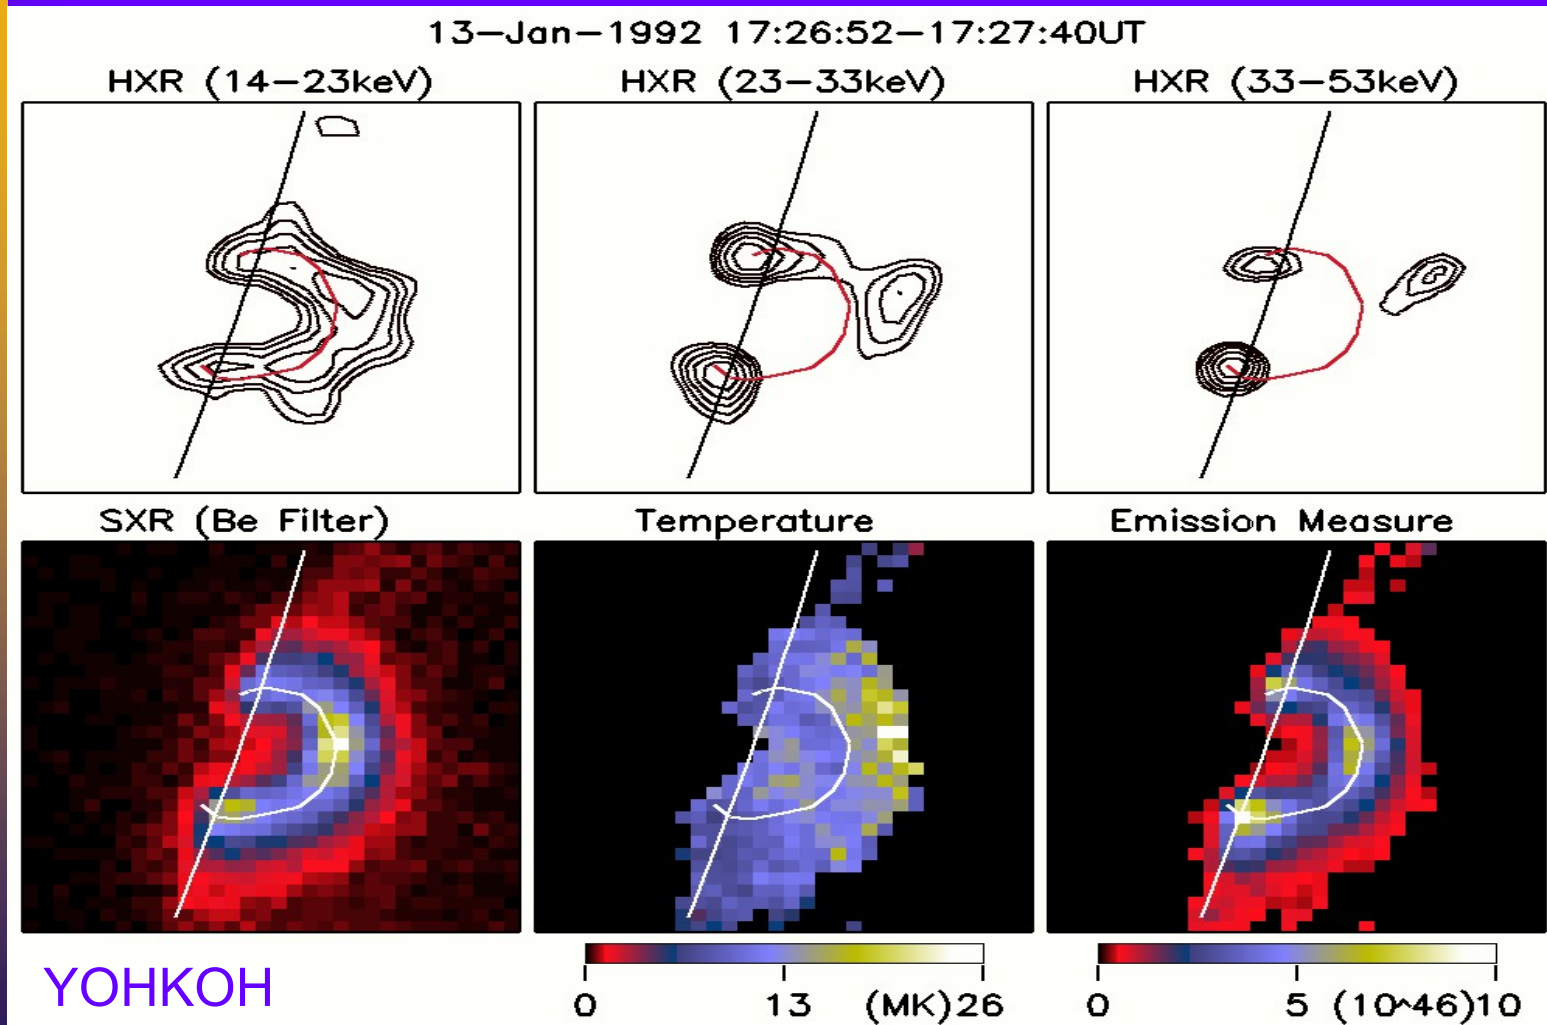 13-Jan-1992 17:26:52-17:27:40UT
HXR (14-23keV)
HXR (23-33keV)
HXR (33-53keV)
SXR (Be Filter)
Temperature
Emission Measure
YOHKOH
0 13 (MK)26
0 5 (10^46)10